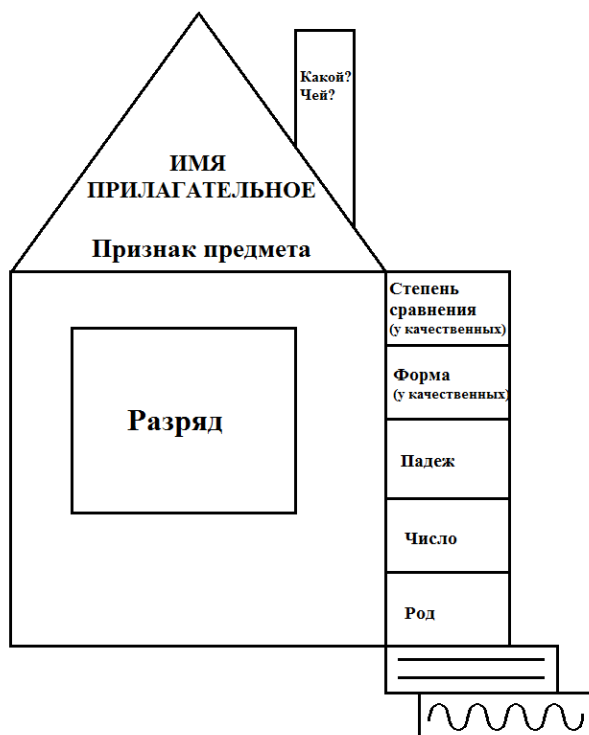 Какой?
Чей?
ИМЯ
ПРИЛАГАТЕЛЬНОЕ
Признак предмета
Разряд
Степень
сравнения
(у качественных)
Форма
(у качественных)
Падеж
Число
Род